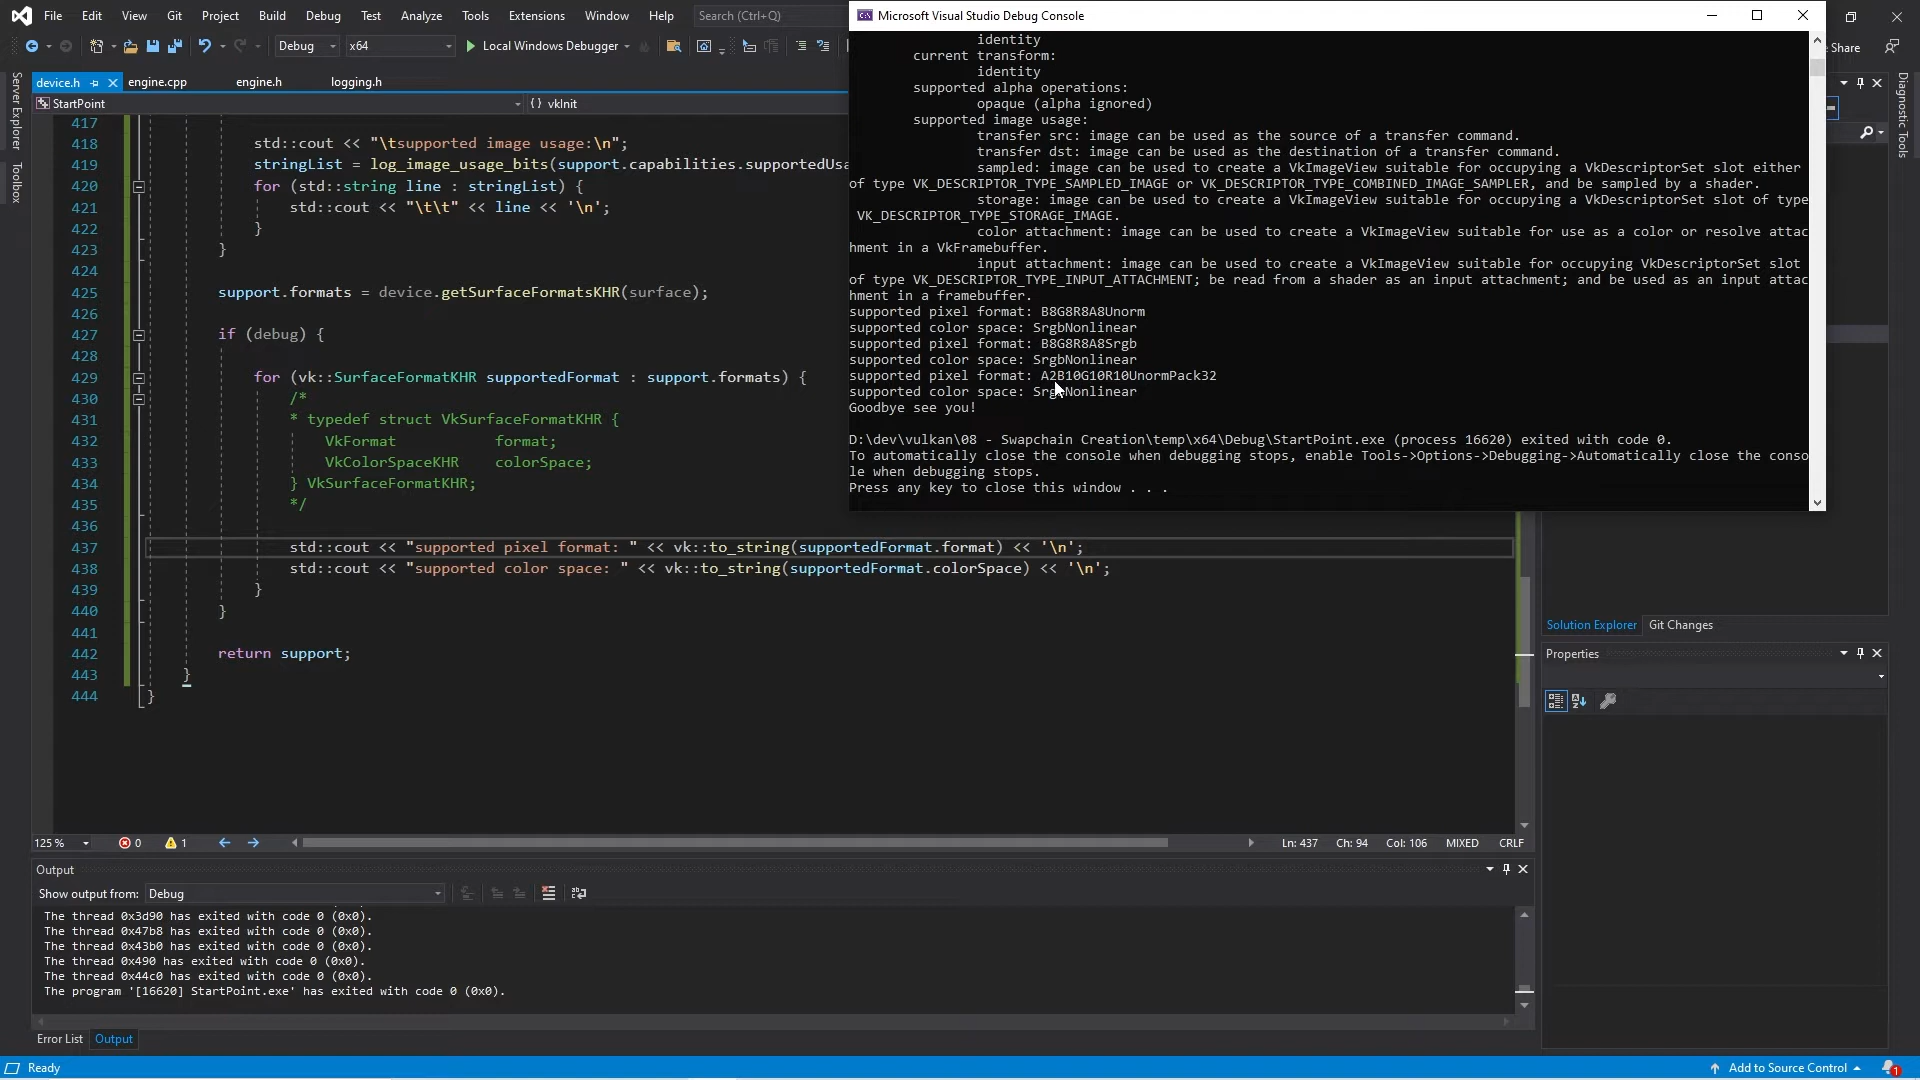 File Edit View Git Project Build Debug Test Analyze Tools Extensions Window Help Search (Ctrl+Q)
Debug x64 Local Windows Debugger
Share
device.h engine.cpp engine.h logging.h
StartPoint {} vkInit
Server Explorer
Toolbox
Diagnostic Tools
417
418 std::cout << "\tsupported image usage:\n";
419 stringList = log_image_usage_bits(support.capabilities.supportedUsa
420 for (std::string line : stringList) {
421 std::cout << "\t\t" << line << '\n';
422 }
423 }
424
425 support.formats = device.getSurfaceFormatsKHR(surface);
426
427 if (debug) {
428
429 for (vk::SurfaceFormatKHR supportedFormat : support.formats) {
430 /*
431 * typedef struct VkSurfaceFormatKHR {
432 VkFormat format;
433 VkColorSpaceKHR colorSpace;
434 } VkSurfaceFormatKHR;
435 */
436
437 std::cout << "supported pixel format: " << vk::to_string(supportedFormat.format) << '\n';
438 std::cout << "supported color space: " << vk::to_string(supportedFormat.colorSpace) << '\n';
439 }
440 }
441
442 return support;
443 }
444 }
Microsoft Visual Studio Debug Console
identity
current transform:
identity
supported alpha operations:
opaque (alpha ignored)
supported image usage:
transfer src: image can be used as the source of a transfer command.
transfer dst: image can be used as the destination of a transfer command.
sampled: image can be used to create a VkImageView suitable for occupying a VkDescriptorSet slot either
of type VK_DESCRIPTOR_TYPE_SAMPLED_IMAGE or VK_DESCRIPTOR_TYPE_COMBINED_IMAGE_SAMPLER, and be sampled by a shader.
storage: image can be used to create a VkImageView suitable for occupying a VkDescriptorSet slot of type
VK_DESCRIPTOR_TYPE_STORAGE_IMAGE.
color attachment: image can be used to create a VkImageView suitable for use as a color or resolve attac
hment in a VkFramebuffer.
input attachment: image can be used to create a VkImageView suitable for occupying VkDescriptorSet slot
of type VK_DESCRIPTOR_TYPE_INPUT_ATTACHMENT; be read from a shader as an input attachment; and be used as an input attac
hment in a framebuffer.
supported pixel format: B8G8R8A8Unorm
supported color space: SrgbNonlinear
supported pixel format: B8G8R8A8Srgb
supported color space: SrgbNonlinear
supported pixel format: A2B10G10R10UnormPack32
supported color space: SrgbNonlinear
Goodbye see you!
D:\dev\vulkan\08 - Swapchain Creation\temp\x64\Debug\StartPoint.exe (process 16620) exited with code 0.
To automatically close the console when debugging stops, enable Tools->Options->Debugging->Automatically close the conso
le when debugging stops.
Press any key to close this window . . .
Solution Explorer Git Changes
Properties
125 % 0 1 Ln: 437 Ch: 94 Col: 106 MIXED CRLF
Output
Show output from: Debug
The thread 0x3d90 has exited with code 0 (0x0).
The thread 0x47b8 has exited with code 0 (0x0).
The thread 0x43b0 has exited with code 0 (0x0).
The thread 0x490 has exited with code 0 (0x0).
The thread 0x44c0 has exited with code 0 (0x0).
The program '[16620] StartPoint.exe' has exited with code 0 (0x0).
Error List Output
Ready Add to Source Control 1